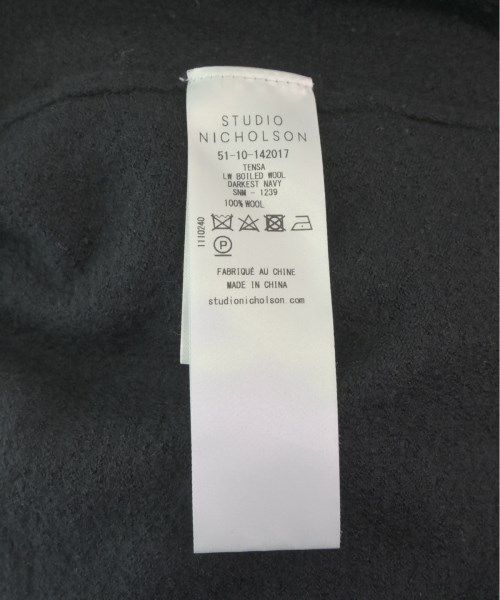 STUDIO
NICHOLSON
51-10-142017
TENSA
LW BOILED WOOL
DARKEST NAVY
SNM - 1239
100% WOOL
1110240
P
FABRIQUÉ AU CHINE
MADE IN CHINA
studionicholson.com